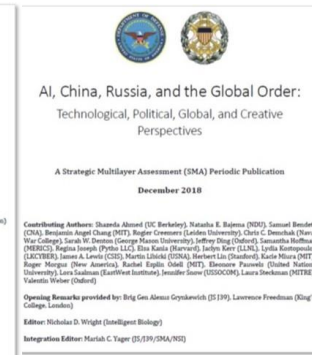 AI, China, Russia, and the Global Order:
Technological, Political, Global, and Creative
Perspectives
A Strategic Multilayer Assessment (SMA) Periodic Publication
December 2018
Contributing Authors: Shazeda Ahmed (UC Berkeley), Natasha E. Bajema (NDU), Samuel Bendett
(CNA), Benjamin Angel Chang (MIT), Rogier Creemers (Leiden University), Chris C. Demchak (Naval
War College), Sarah W. Denton (George Mason University), Jeffrey Ding (Oxford), Samantha Hoffman
(MERICS), Regina Joseph (Pytho LLC), Elsa Kania (Harvard), Jaclyn Kerr (LLNL), Lydia Kostopoulos
(LKCYBER), James A. Lewis (CSIS), Martin Libicki (USNA), Herbert Lin (Stanford), Kacie Miura (MIT),
Roger Morgus (New America), Rachel Esplin Odell (MIT), Eleonore Pauwels (United Nations
University), Lora Saalman (EastWest Institute), Jennifer Snow (USSOCOM), Laura Steckman (MITRE),
Valentin Weber (Oxford)
Opening Remarks provided by: Brig Gen Alexus Grynkewich (JS J39), Lawrence Freedman (King's
College, London)
Editor: Nicholas D. Wright (Intelligent Biology)
Integration Editor: Mariah C. Yager (JS/J39/SMA/NSI)